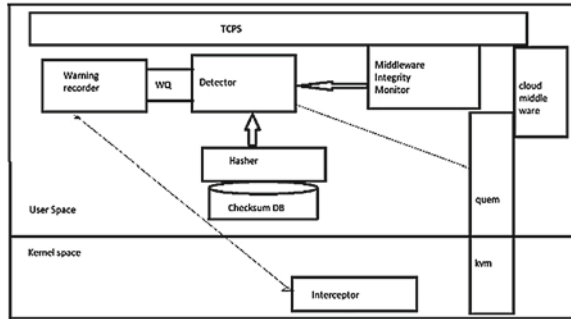 TCPS
Warning
recorder
WQ
Detector
Middleware
Integrity
Monitor
cloud
middle
ware
Hasher
Checksum DB
quem
User Space
Kernel space
kvm
Interceptor